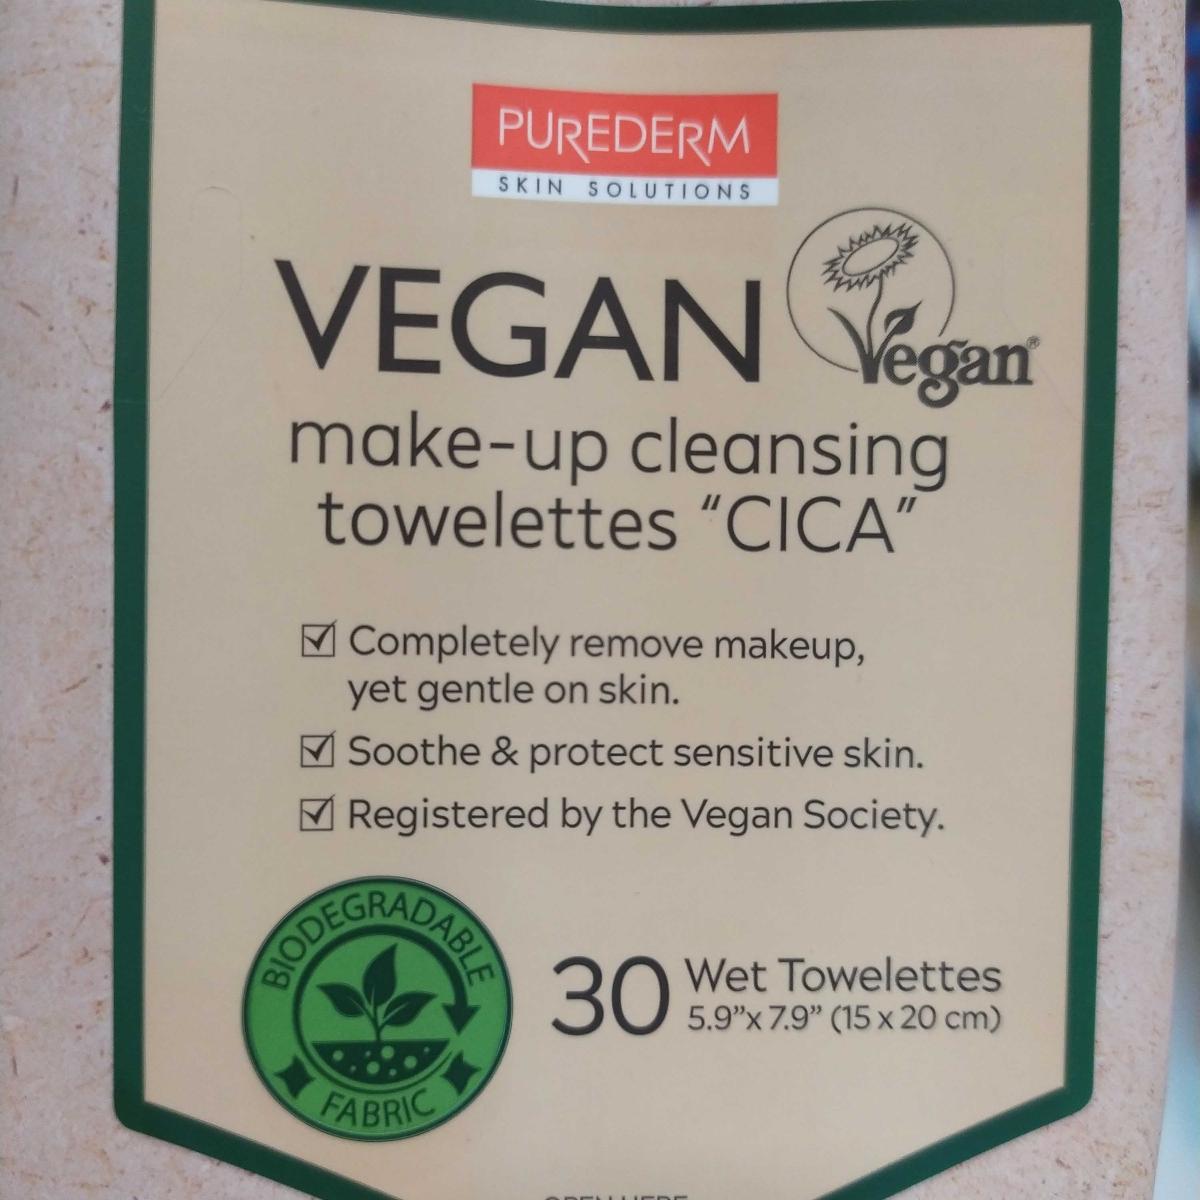 PUREDERM
SKIN SOLUTIONS
VEGAN
Vegan®
make-up cleansing
towelettes "CICA"
Completely remove makeup,
yet gentle on skin.
Soothe & protect sensitive skin.
Registered by the Vegan Society.
BIODEGRADABLE
FABRIC
30 Wet Towelettes
5.9”x 7.9” (15 x 20 cm)
OPEN HERE